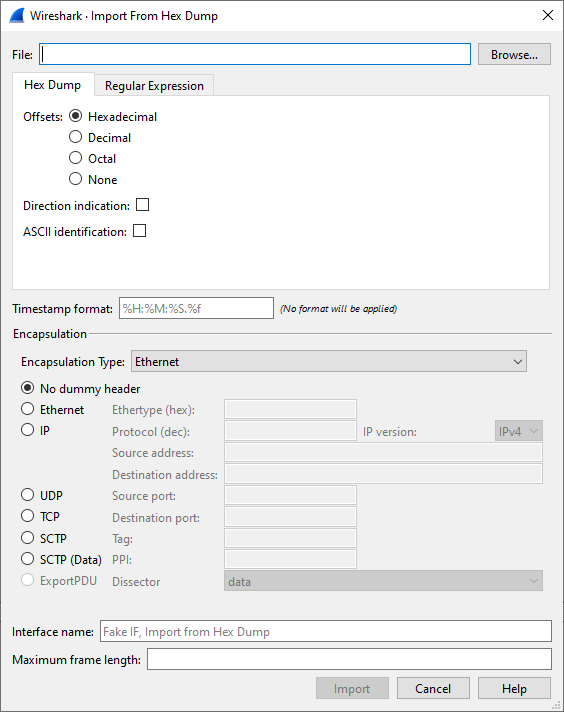 Wireshark · Import From Hex Dump
File: Browse...
Hex Dump Regular Expression
Offsets: Hexadecimal
Decimal
Octal
None
Direction indication:
ASCII identification:
Timestamp format: %H:%M:%S.%f (No format will be applied)
Encapsulation
Encapsulation Type: Ethernet
No dummy header
Ethernet Ethertype (hex):
IP Protocol (dec): IP version: IPv4
Source address:
Destination address:
UDP Source port:
TCP Destination port:
SCTP Tag:
SCTP (Data) PPI:
ExportPDU Dissector data
Interface name: Fake IF, Import from Hex Dump
Maximum frame length:
Import Cancel Help